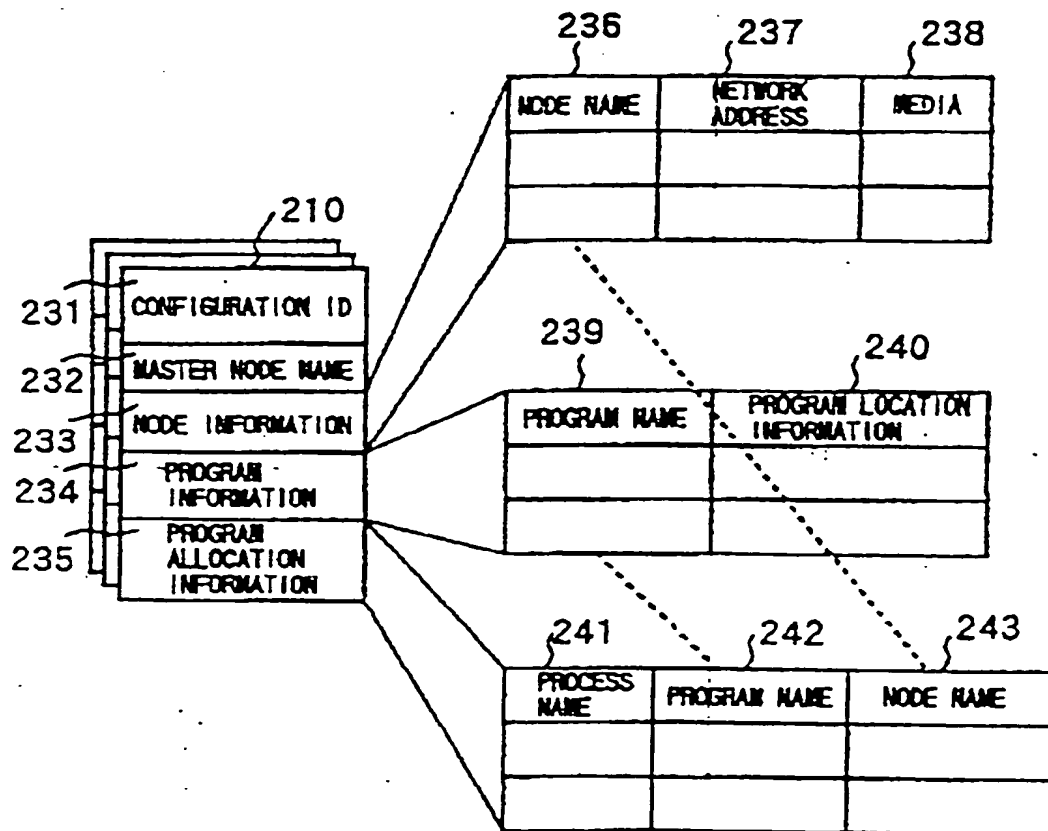 236
237
238
NODE NAME
NETWORK
ADDRESS
MEDIA
210
231
CONFIGURATION ID
232
MASTER NODE NAME
233
NODE INFORMATION
234
PROGRAM
INFORMATION
235
PROGRAM
ALLOCATION
INFORMATION
239
240
PROGRAM NAME
PROGRAM LOCATION
INFORMATION
241
242
243
PROCESS
NAME
PROGRAM NAME
NODE NAME